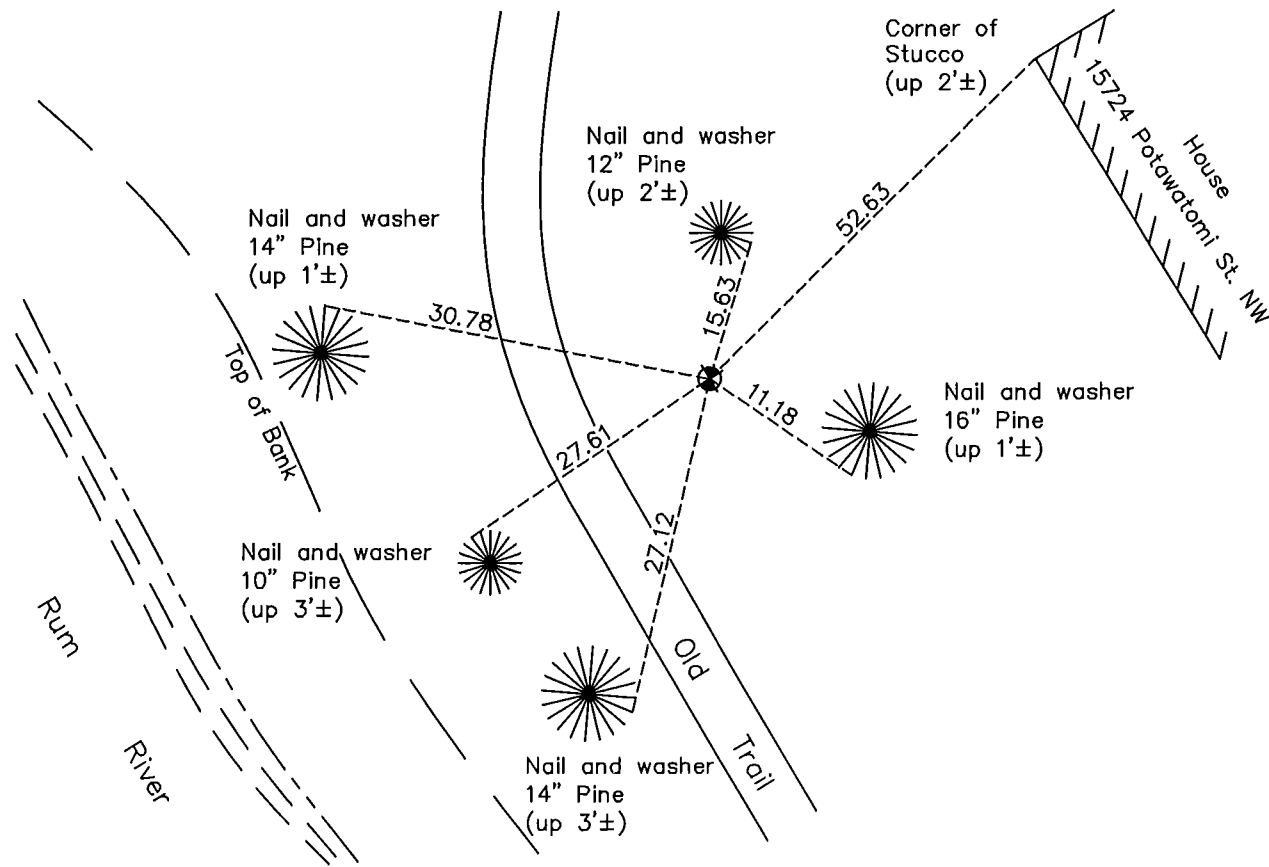 Corner of
Stucco
(up 2'±)
House
15724 Potawatomi St. NW
Nail and washer
12" Pine
(up 2'±)
52.63
Nail and washer
14" Pine
(up 1'±)
30.78
15.63
Top of Bank
11.18
Nail and washer
16" Pine
(up 1'±)
27.61
27.12
Nail and washer
10" Pine
(up 3'±)
Rum
River
Old
Trail
Nail and washer
14" Pine
(up 3'±)